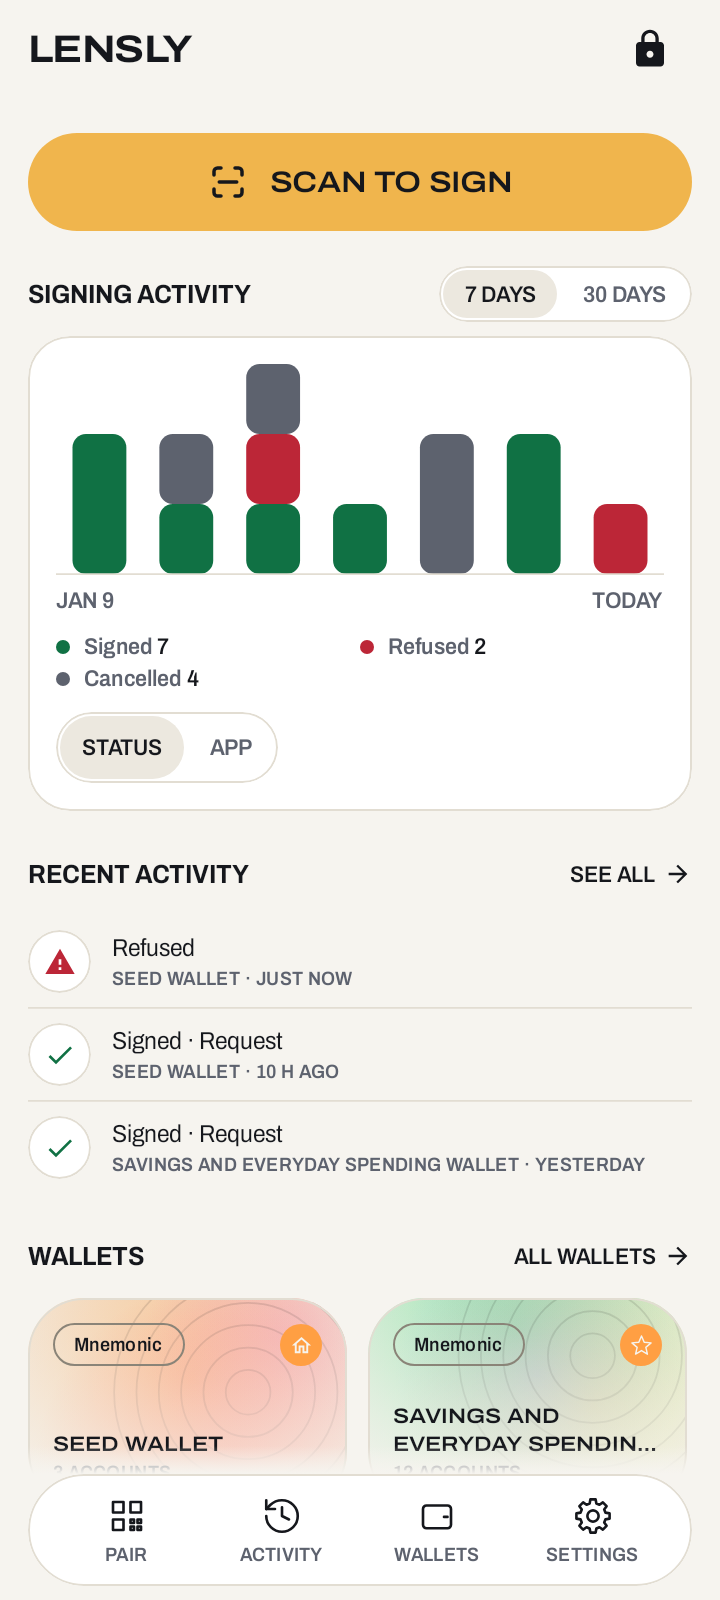 LENSLY
SCAN TO SIGN
SIGNING ACTIVITY
7 DAYS 30 DAYS
JAN 9 TODAY
Signed 7 Refused 2
Cancelled 4
STATUS APP
RECENT ACTIVITY SEE ALL
Refused
SEED WALLET · JUST NOW
Signed · Request
SEED WALLET · 10 H AGO
Signed · Request
SAVINGS AND EVERYDAY SPENDING WALLET · YESTERDAY
WALLETS ALL WALLETS
Mnemonic
SEED WALLET
ACCOUNTS
Mnemonic
SAVINGS AND
EVERYDAY SPENDIN...
ACCOUNTS
PAIR ACTIVITY WALLETS SETTINGS